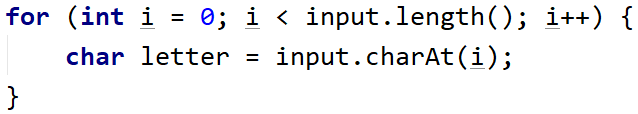 for (int i = 0; i < input.length(); i++) {
    char letter = input.charAt(i);
}